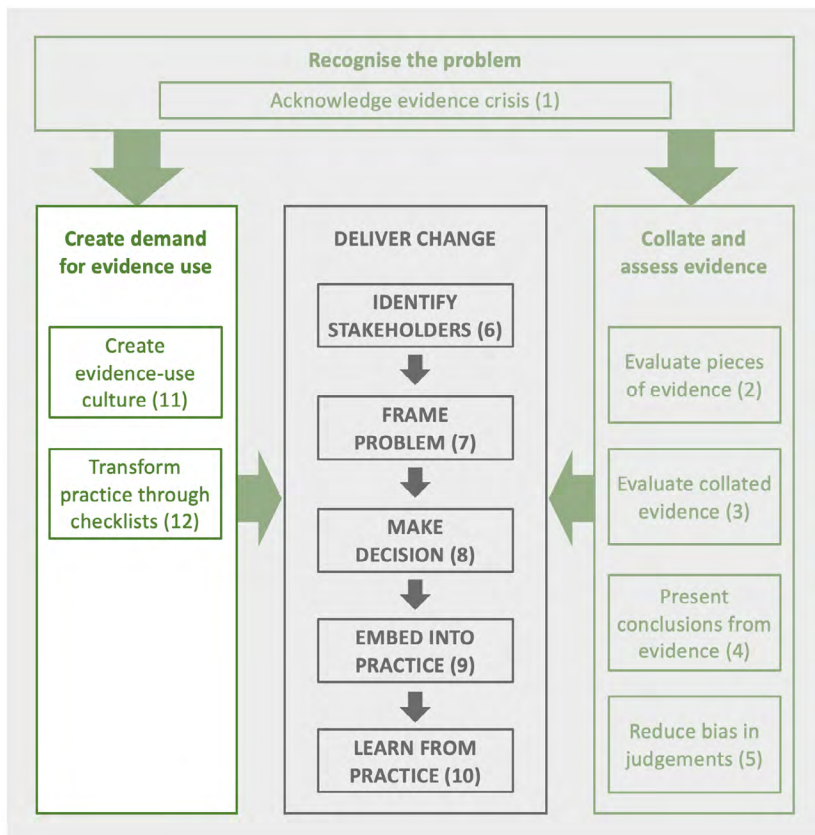 Recognise the problem
Acknowledge evidence crisis (1)
Create demand
for evidence use
Create
evidence-use
culture (11)
Transform
practice through
checklists (12)
DELIVER CHANGE
IDENTIFY
STAKEHOLDERS (6)
FRAME
PROBLEM (7)
MAKE
DECISION (8)
EMBED INTO
PRACTICE (9)
LEARN FROM
PRACTICE (10)
Collate and
assess evidence
Evaluate pieces
of evidence (2)
Evaluate collated
evidence (3)
Present
conclusions from
evidence (4)
Reduce bias in
judgements (5)